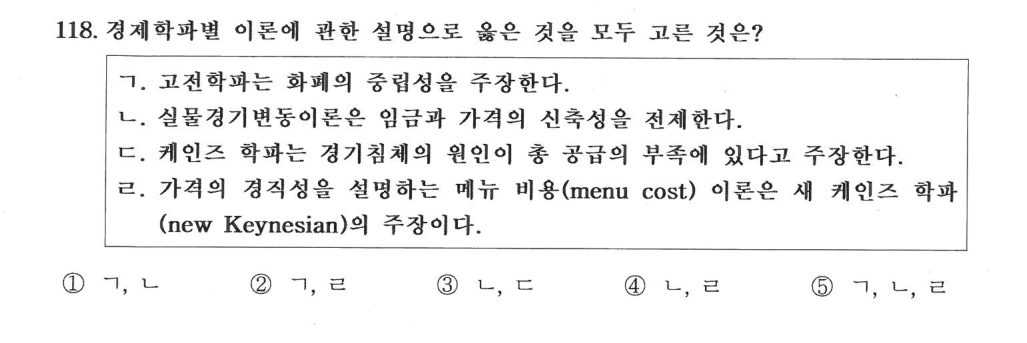 118. 경제학파별 이론에 관한 설명으로 옳은 것을 모두 고른 것은?
ㄱ. 고전학파는 화폐의 중립성을 주장한다.
ㄴ. 실물경기변동이론은 임금과 가격의 신축성을 전제한다.
ㄷ. 케인즈 학파는 경기침체의 원인이 총 공급의 부족에 있다고 주장한다.
ㄹ. 가격의 경직성을 설명하는 메뉴 비용(menu cost) 이론은 새 케인즈 학파
(new Keynesian)의 주장이다.
① ㄱ, ㄴ ② ㄱ, ㄹ ③ ㄴ, ㄷ ④ ㄴ, ㄹ ⑤ ㄱ, ㄴ, ㄹ